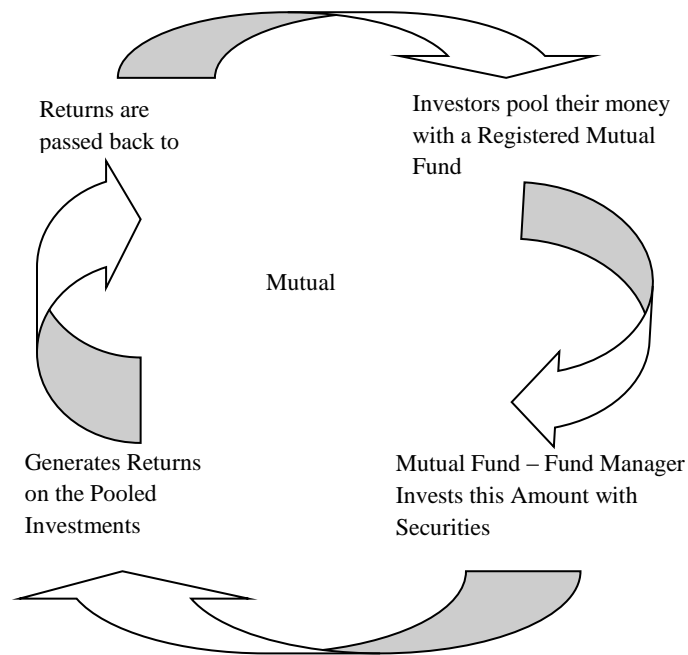 Returns are
passed back to
Investors pool their money
with a Registered Mutual
Fund
Mutual
Generates Returns
on the Pooled
Investments
Mutual Fund – Fund Manager
Invests this Amount with
Securities